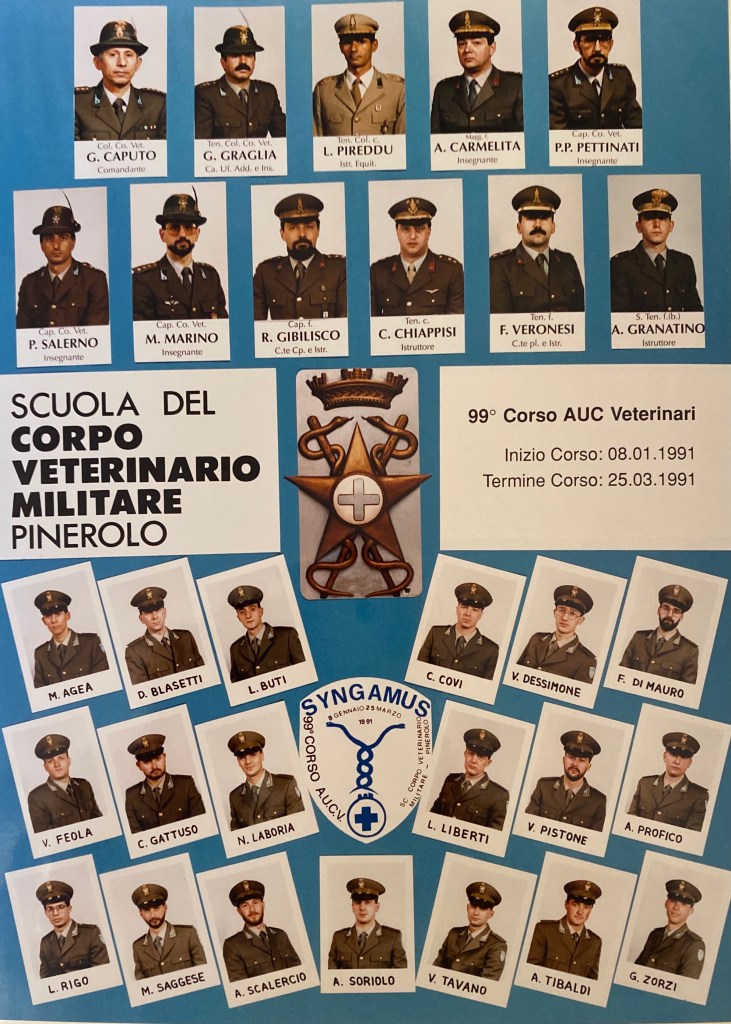 Col. Co. Vet.
G. CAPUTO
Comandante
Ten. Col. Co. Vet.
G. GRAGLIA
Ca. Uf. Add. e Ins.
Ten. Col. c.
L. PIREDDU
Istr. Equit.
Magg. f.
A. CARMELITA
Insegnante
Cap. Co. Vet.
P.P. PETTINATI
Insegnante
Cap. Co. Vet.
P. SALERNO
Insegnante
Cap. Co. Vet.
M. MARINO
Insegnante
Cap. f.
R. GIBILISCO
C.te Cp. e Istr.
Ten. c.
C. CHIAPPISI
Istruttore
Ten. f.
F. VERONESI
C.te pl. e Istr.
S. Ten. f.(b.)
A. GRANATINO
Istruttore
SCUOLA DEL
CORPO
VETERINARIO
MILITARE
PINEROLO
99° Corso AUC Veterinari
Inizio Corso: 08.01.1991
Termine Corso: 25.03.1991
M. AGEA
D. BLASETTI
L. BUTI
C. COVI
V. DESSIMONE
F. DI MAURO
SYNGAMUS
8 GENNAIO 25 MARZO
1991
99° CORSO A.U.C.V.
SC. CORPO VETERINARIO
MILITARE - PINEROLO
V. FEOLA
C. GATTUSO
N. LABORIA
L. LIBERTI
V. PISTONE
A. PROFICO
L. RIGO
M. SAGGESE
A. SCALERCIO
A. SORIOLO
V. TAVANO
A. TIBALDI
G. ZORZI